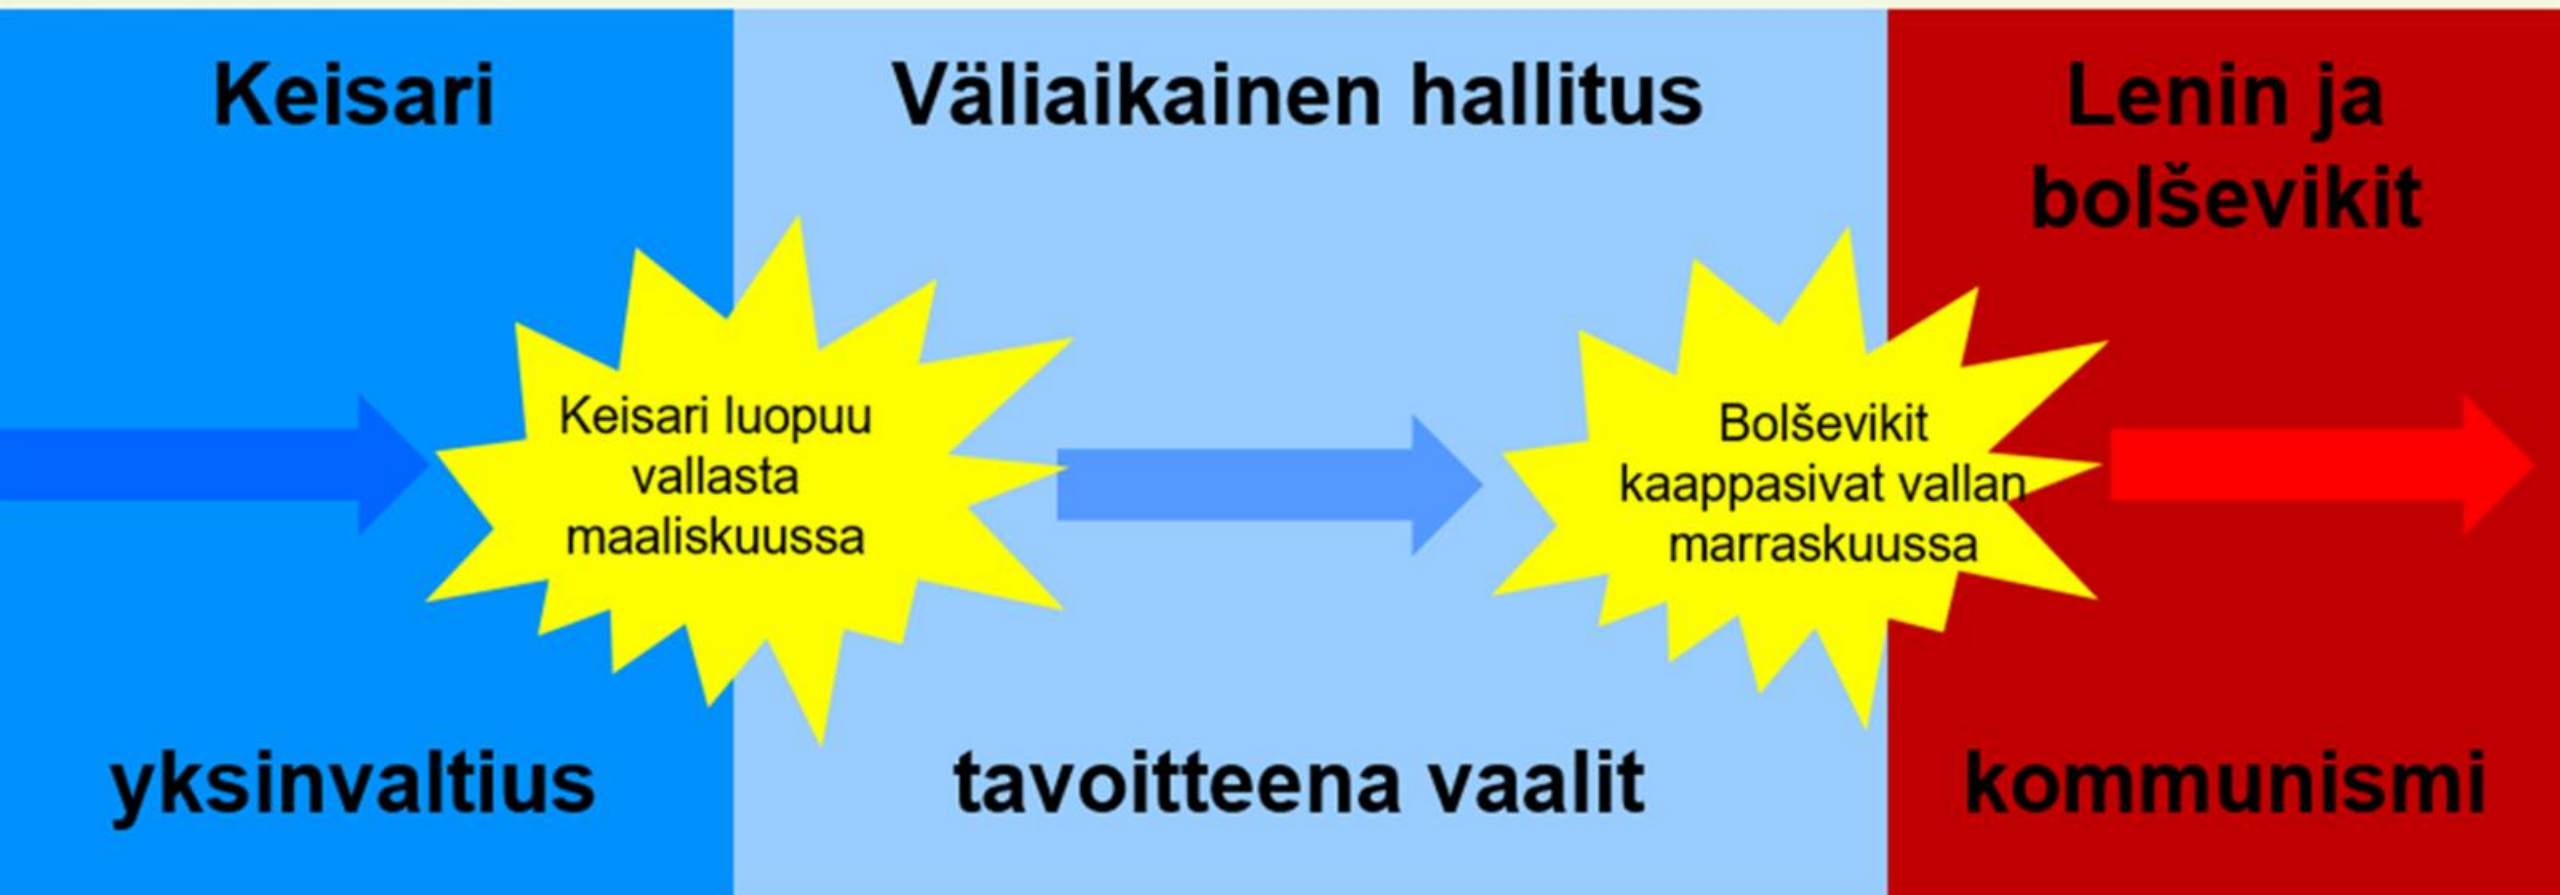 Keisari
Väliaikainen hallitus
Lenin ja
bolševikit
Keisari luopuu
vallasta
maaliskuussa
Bolševikit
kaappasivat vallan
marraskuussa
yksinvaltius
tavoitteena vaalit
kommunismi